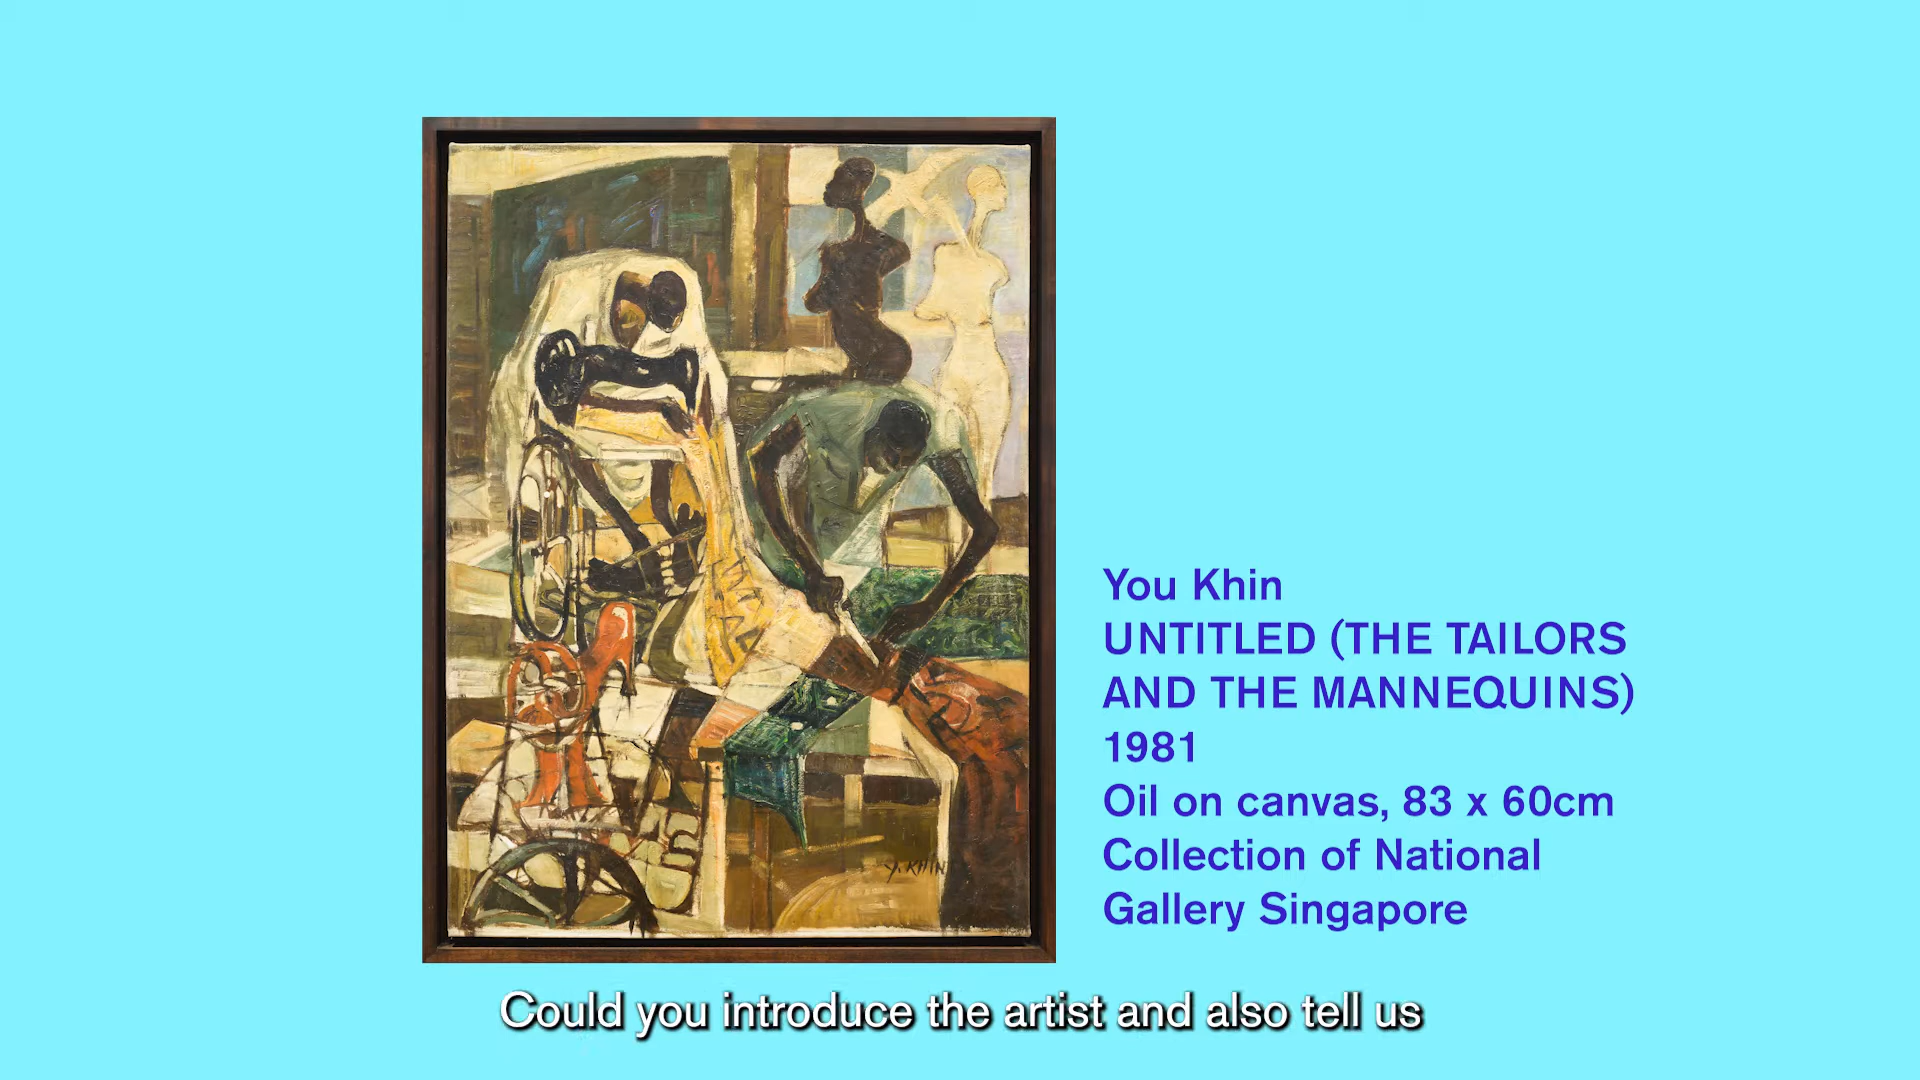 Y. KHIN
You Khin
UNTITLED (THE TAILORS
AND THE MANNEQUINS)
1981
Oil on canvas, 83 x 60cm
Collection of National
Gallery Singapore
Could you introduce the artist and also tell us